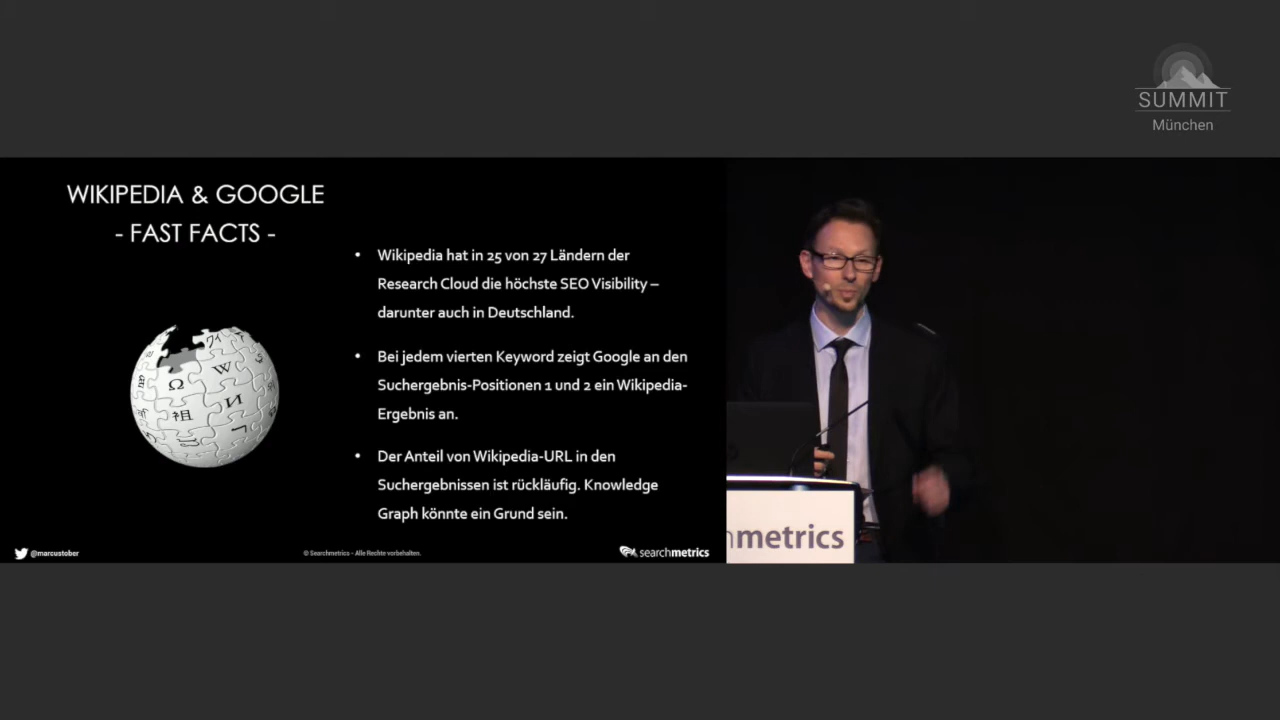 SUMMIT
München
WIKIPEDIA & GOOGLE
- FAST FACTS -
• Wikipedia hat in 25 von 27 Ländern der
Research Cloud die höchste SEO Visibility –
darunter auch in Deutschland.
• Bei jedem vierten Keyword zeigt Google an den
Suchergebnis-Positionen 1 und 2 ein Wikipedia-
Ergebnis an.
• Der Anteil von Wikipedia-URL in den
Suchergebnissen ist rückläufig. Knowledge
Graph könnte ein Grund sein.
@marcustober
© Searchmetrics – Alle Rechte vorbehalten.
searchmetrics
metrics
Ω
W
И
祖